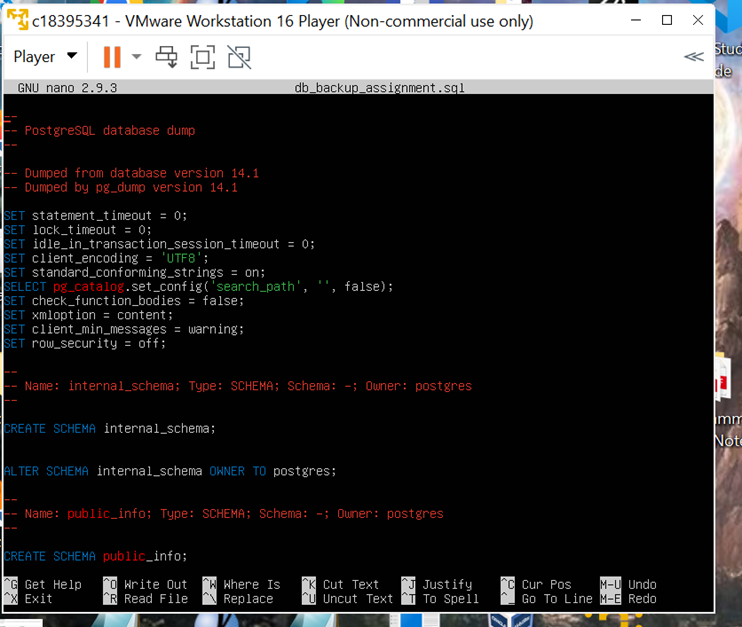 c18395341 - VMware Workstation 16 Player (Non-commercial use only)
Player
GNU nano 2.9.3 db_backup_assignment.sql
--
-- PostgreSQL database dump
--
-- Dumped from database version 14.1
-- Dumped by pg_dump version 14.1
SET statement_timeout = 0;
SET lock_timeout = 0;
SET idle_in_transaction_session_timeout = 0;
SET client_encoding = 'UTF8';
SET standard_conforming_strings = on;
SELECT pg_catalog.set_config('search_path', '', false);
SET check_function_bodies = false;
SET xmloption = content;
SET client_min_messages = warning;
SET row_security = off;
--
-- Name: internal_schema; Type: SCHEMA; Schema: -; Owner: postgres
--
CREATE SCHEMA internal_schema;
ALTER SCHEMA internal_schema OWNER TO postgres;
--
-- Name: public_info; Type: SCHEMA; Schema: -; Owner: postgres
--
CREATE SCHEMA public_info;
^G Get Help ^O Write Out ^W Where Is ^K Cut Text ^J Justify ^C Cur Pos M-U Undo
^X Exit ^R Read File ^\ Replace ^U Uncut Text ^T To Spell ^_ Go To Line M-E Redo